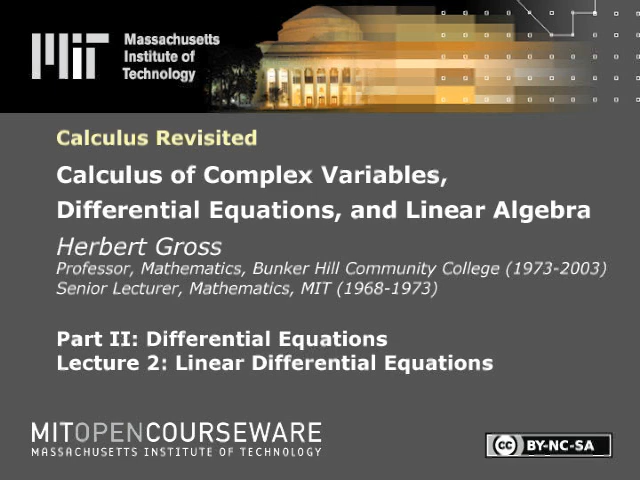 MIT
Massachusetts
Institute of
Technology
Calculus Revisited
Calculus of Complex Variables,
Differential Equations, and Linear Algebra
Herbert Gross
Professor, Mathematics, Bunker Hill Community College (1973-2003)
Senior Lecturer, Mathematics, MIT (1968-1973)
Part II: Differential Equations
Lecture 2: Linear Differential Equations
MITOPENCOURSEWARE
MASSACHUSETTS INSTITUTE OF TECHNOLOGY
cc BY-NC-SA